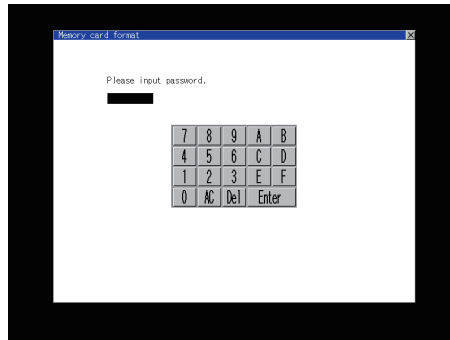 Memory card format X
Please input password.
7 8 9 A B
4 5 6 C D
1 2 3 E F
0 AC Del Enter